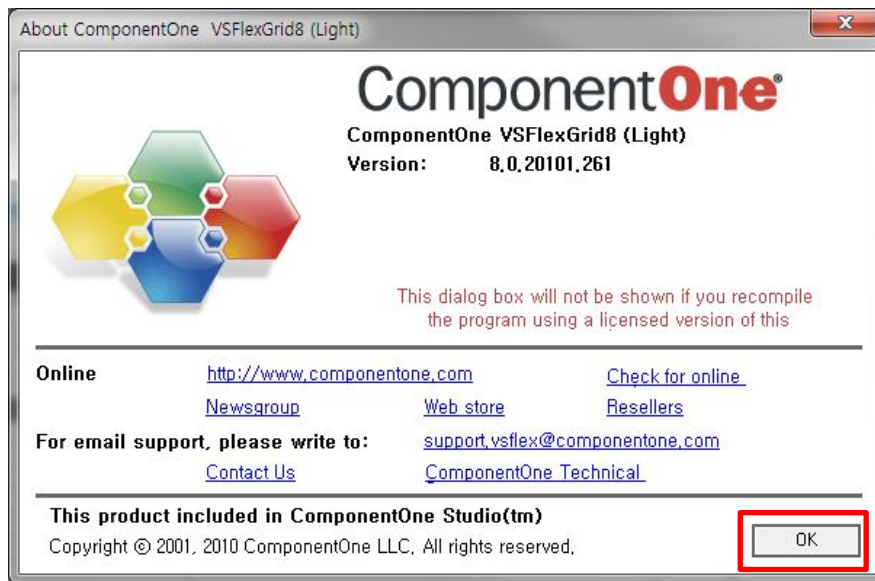 About ComponentOne VSFlexGrid8 (Light)
x
ComponentOne®
ComponentOne VSFlexGrid8 (Light)
Version: 8.0.20101.261
This dialog box will not be shown if you recompile
the program using a licensed version of this
Online http://www.componentone.com Check for online
Newsgroup Web store Resellers
For email support, please write to: support.vsflex@componentone.com
Contact Us ComponentOne Technical
This product included in ComponentOne Studio(tm)
Copyright © 2001, 2010 ComponentOne LLC. All rights reserved.
OK